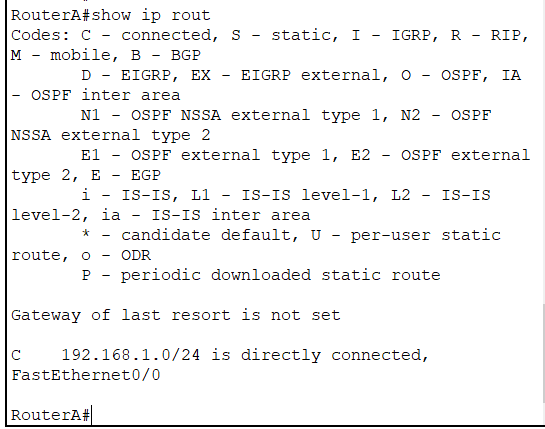 RouterA#show ip rout
Codes: C - connected, S - static, I - IGRP, R - RIP,
M - mobile, B - BGP
       D - EIGRP, EX - EIGRP external, O - OSPF, IA
- OSPF inter area
       N1 - OSPF NSSA external type 1, N2 - OSPF
NSSA external type 2
       E1 - OSPF external type 1, E2 - OSPF external
type 2, E - EGP
       i - IS-IS, L1 - IS-IS level-1, L2 - IS-IS
level-2, ia - IS-IS inter area
       * - candidate default, U - per-user static
route, o - ODR
       P - periodic downloaded static route
Gateway of last resort is not set
C    192.168.1.0/24 is directly connected,
FastEthernet0/0
RouterA#